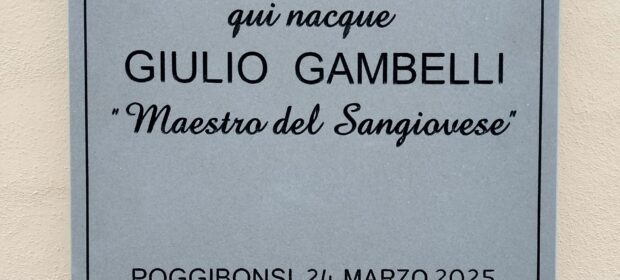 qui nacque
GIULIO GAMBELLI
"Maestro del Sangiovese"
POGGIBONSI, 24 MARZO 2025